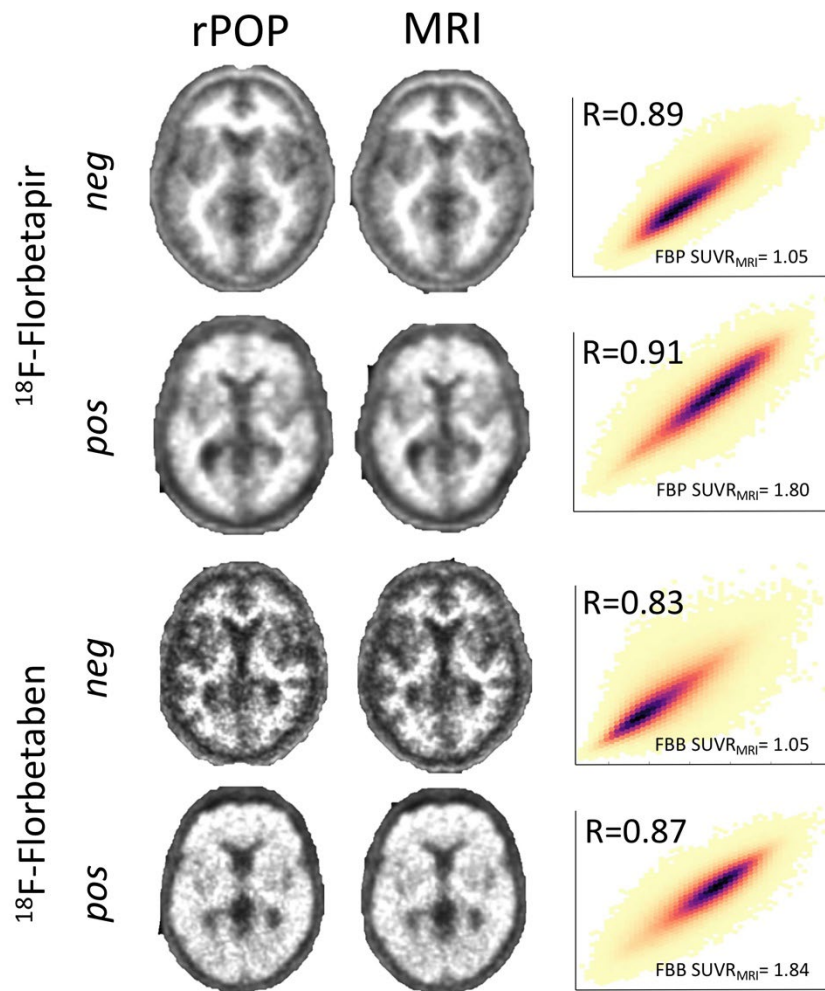 rPOP MRI
¹⁸F-Florbetapir
neg
R=0.89
FBP SUVR_MRI= 1.05
pos
R=0.91
FBP SUVR_MRI= 1.80
¹⁸F-Florbetaben
neg
R=0.83
FBB SUVR_MRI= 1.05
pos
R=0.87
FBB SUVR_MRI= 1.84